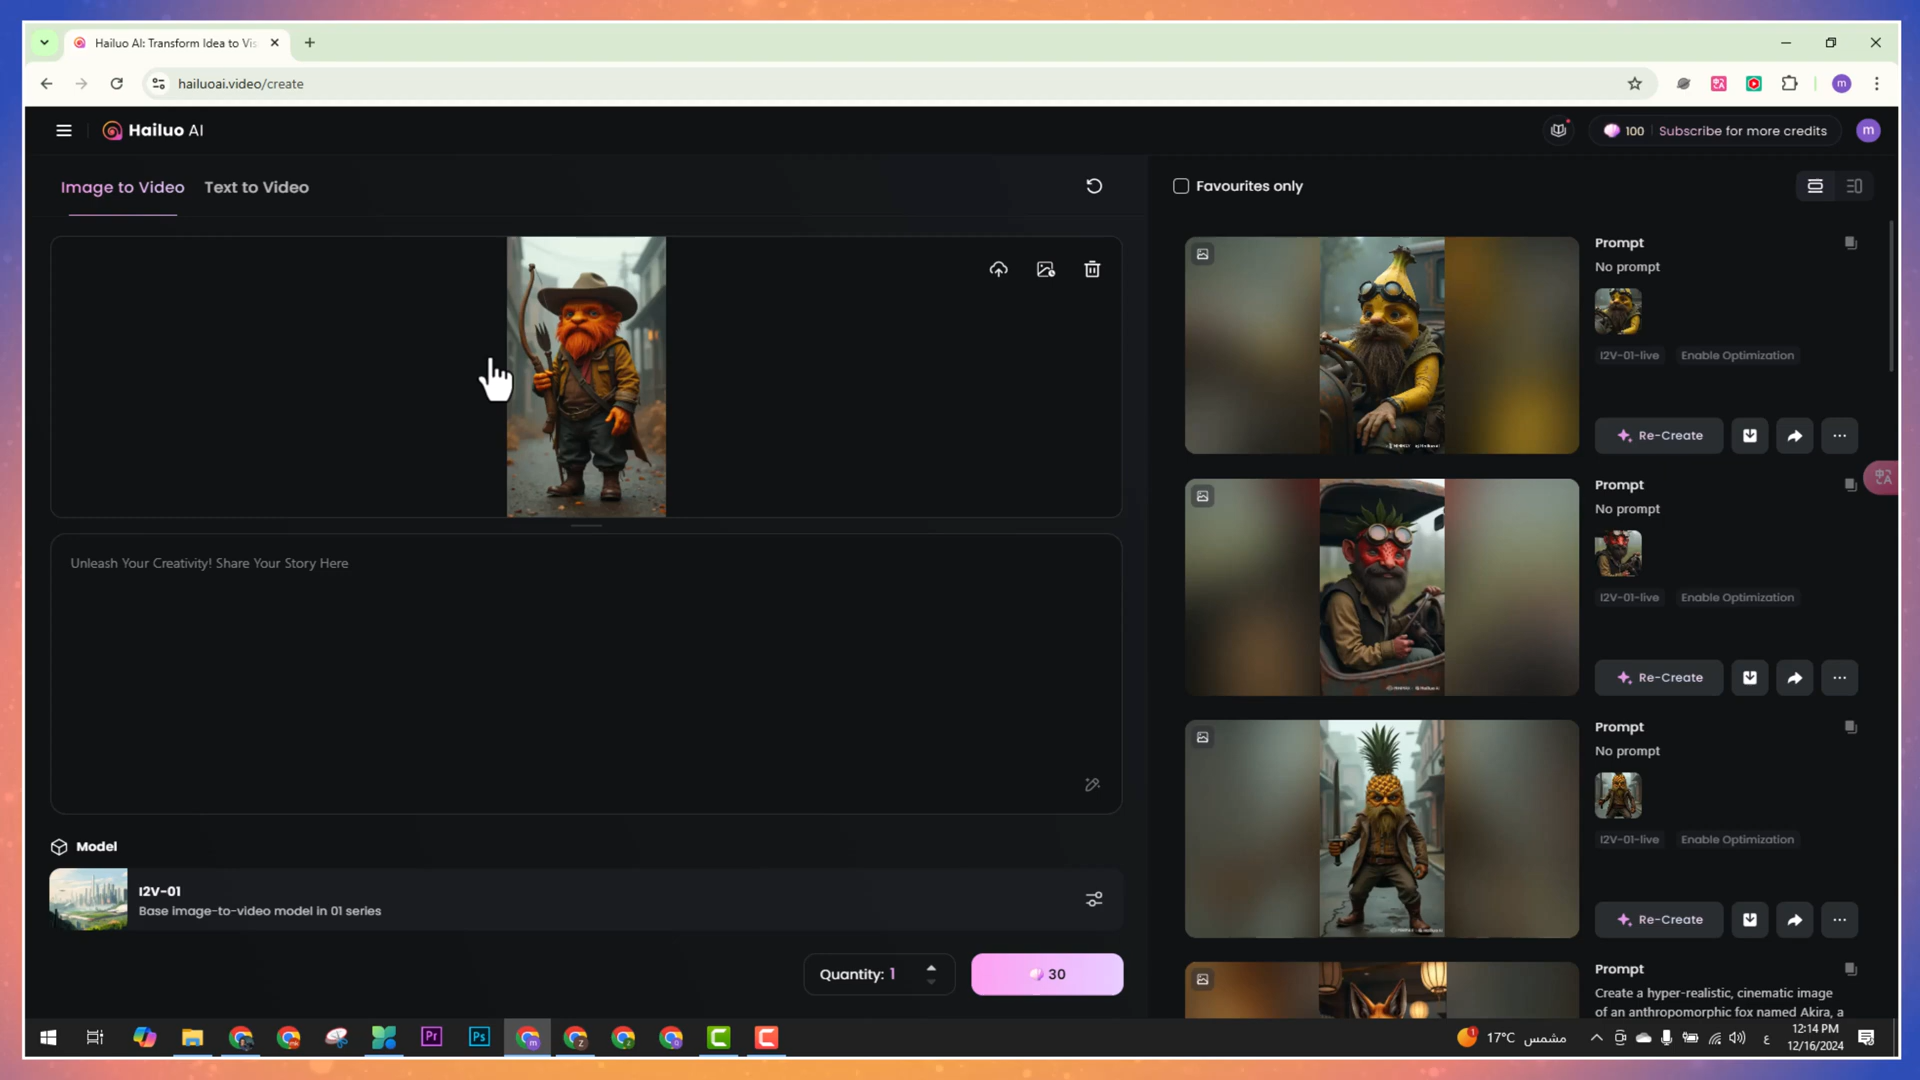 Hailuo AI: Transform Idea to Vis
hailuoai.video/create
m
Hailuo AI
100
Subscribe for more credits
m
Image to Video
Text to Video
Favourites only
Unleash Your Creativity! Share Your Story Here
Model
I2V-01
Base image-to-video model in 01 series
Quantity: 1
30
Prompt
No prompt
I2V-01-live
Enable Optimization
Re-Create
Prompt
No prompt
I2V-01-live
Enable Optimization
Re-Create
Prompt
No prompt
I2V-01-live
Enable Optimization
Re-Create
Prompt
Create a hyper-realistic, cinematic image
of an anthropomorphic fox named Akira, a
Pr
Ps
17°C مشمس
ع
12:14 PM
12/16/2024